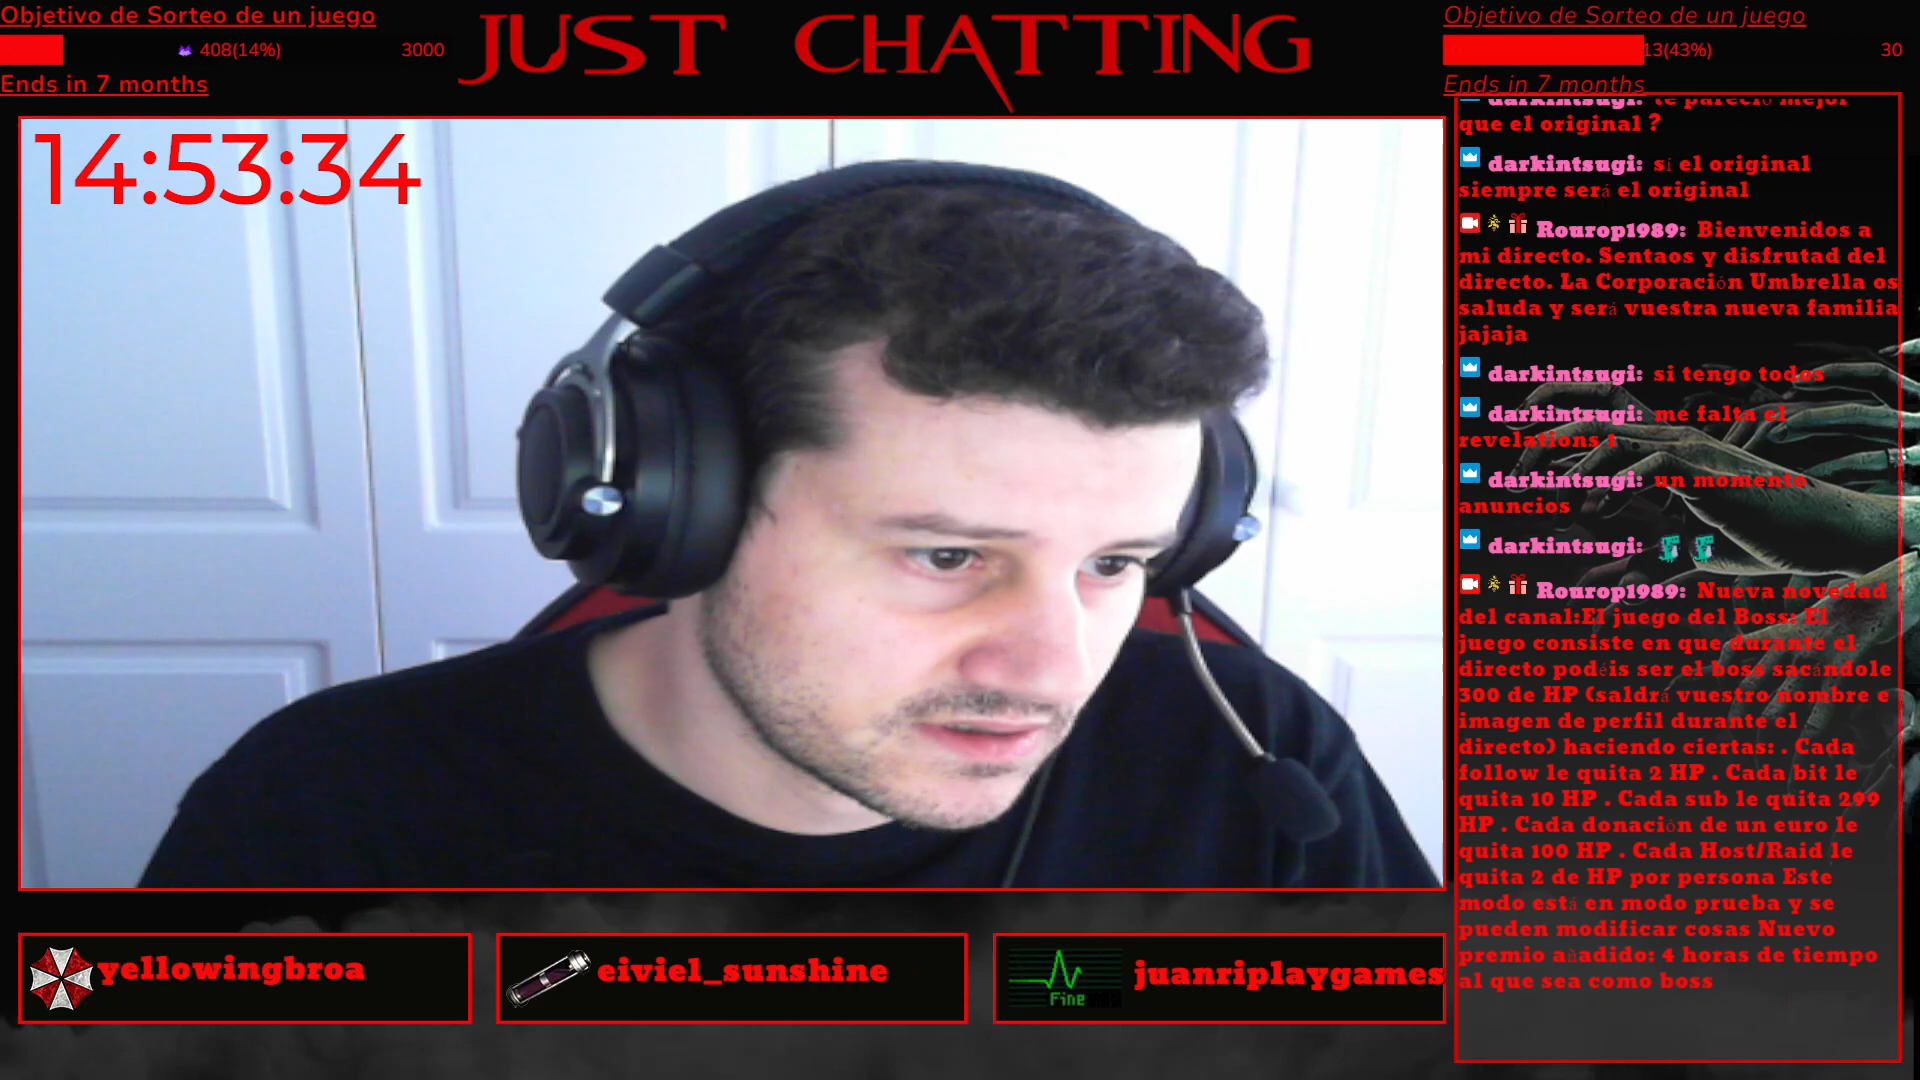 Objetivo de Sorteo de un juego
408(14%) 3000
Ends in 7 months
JUST CHATTING
Objetivo de Sorteo de un juego
13(43%) 30
Ends in 7 months
14:53:34
darkintsugi: te pareció mejor
que el original ?
darkintsugi: sí el original
siempre será el original
Rourop1989: Bienvenidos a
mi directo. Sentaos y disfrutad del
directo. La Corporación Umbrella os
saluda y será vuestra nueva familia
jajaja
darkintsugi: si tengo todos
darkintsugi: me falta el
revelations 1
darkintsugi: un momento
anuncios
darkintsugi:
Rourop1989: Nueva novedad
del canal:El juego del Boss: El
juego consiste en que durante el
directo podéis ser el boss sacándole
300 de HP (saldrá vuestro nombre e
imagen de perfil durante el
directo) haciendo ciertas: . Cada
follow le quita 2 HP . Cada bit le
quita 10 HP . Cada sub le quita 299
HP . Cada donación de un euro le
quita 100 HP . Cada Host/Raid le
quita 2 de HP por persona Este
modo está en modo prueba y se
pueden modificar cosas Nuevo
premio añadido: 4 horas de tiempo
al que sea como boss
yellowingbroa
eiviel_sunshine
Fine
juanriplaygames